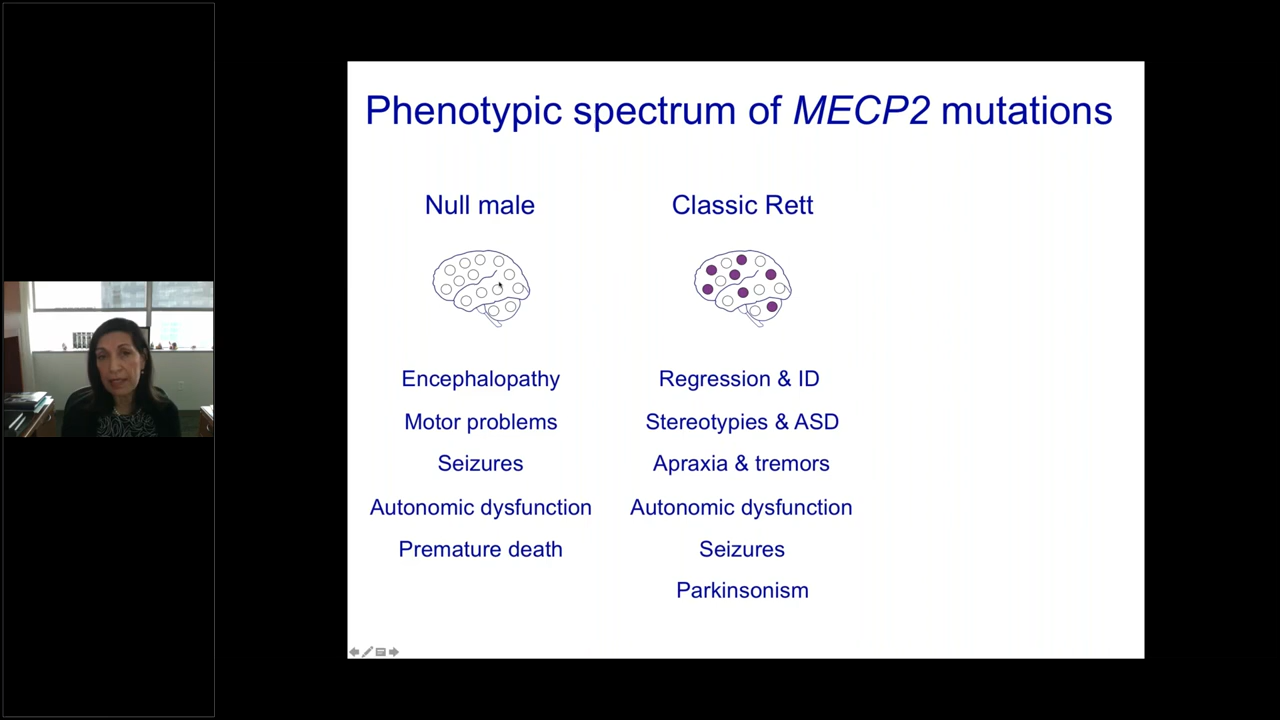 Phenotypic spectrum of MECP2 mutations
Null male
Encephalopathy
Motor problems
Seizures
Autonomic dysfunction
Premature death
Classic Rett
Regression & ID
Stereotypies & ASD
Apraxia & tremors
Autonomic dysfunction
Seizures
Parkinsonism